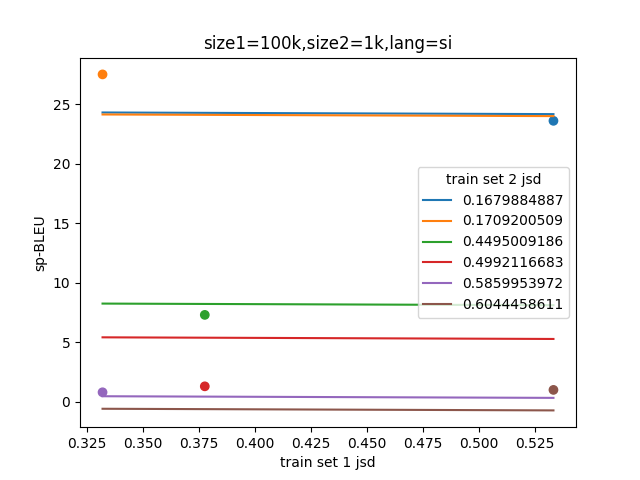 size1=100k,size2=1k,lang=si
sp-BLEU
25
20
15
10
5
0
train set 2 jsd
0.1679884887
0.1709200509
0.4495009186
0.4992116683
0.5859953972
0.6044458611
0.325 0.350 0.375 0.400 0.425 0.450 0.475 0.500 0.525
train set 1 jsd